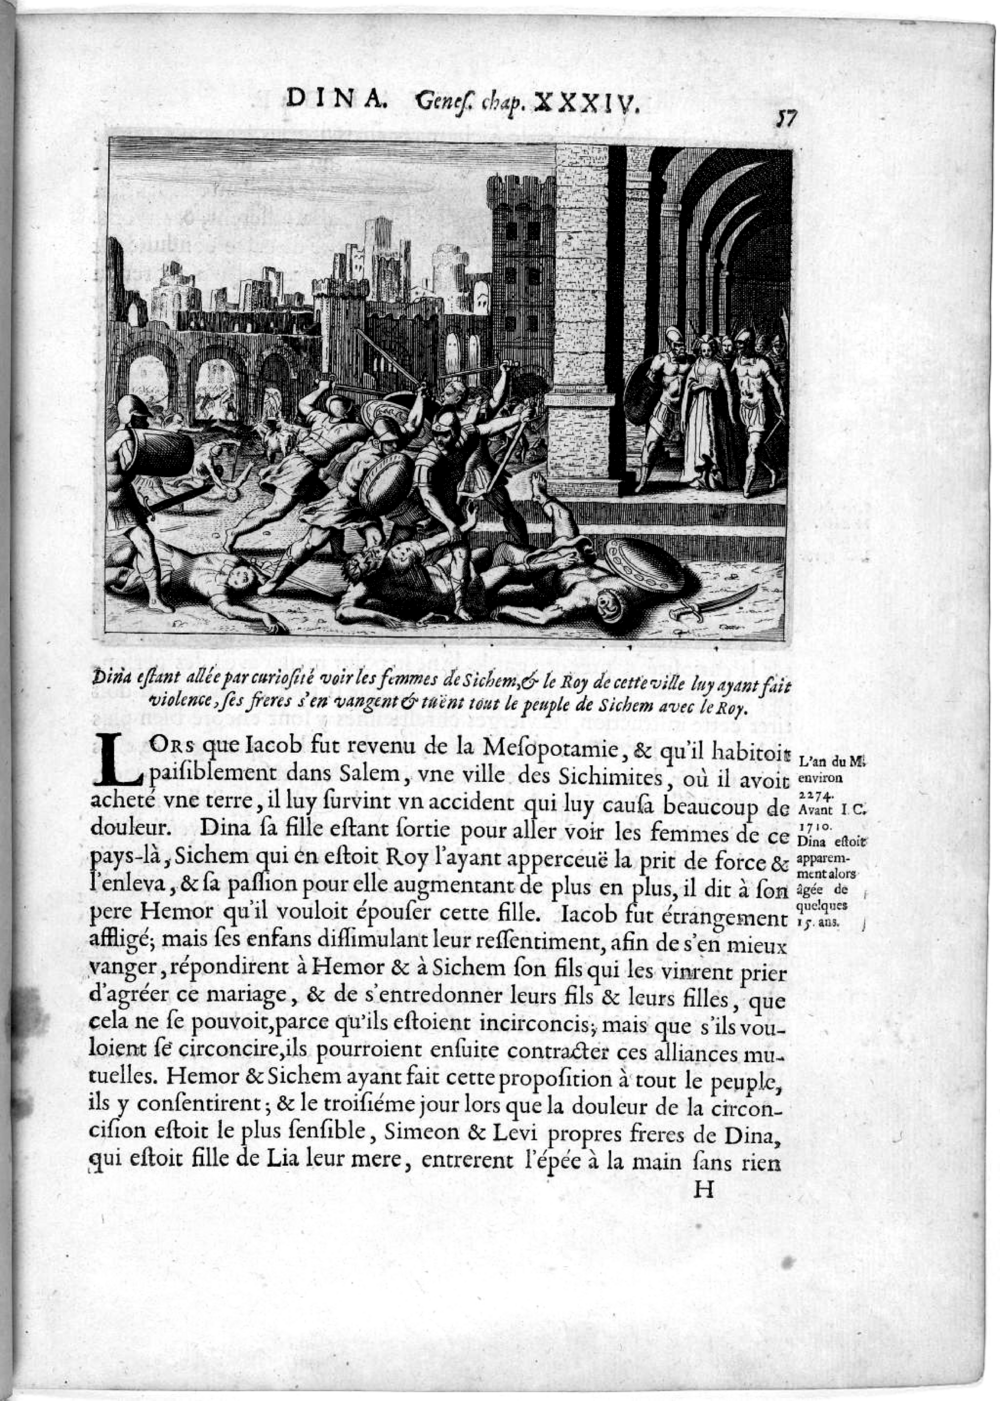 DINA. Geneſ. chap. XXXIV.
57
Dina eſtant allée par curioſité voir les femmes de Sichem, & le Roy de cette ville luy ayant fait
violence, ſes freres s'en vangent & tuënt tout le peuple de Sichem avec le Roy.
LORS que Iacob fut revenu de la Meſopotamie, & qu'il habitoit
paiſiblement dans Salem, vne ville des Sichimites, où il avoit
acheté vne terre, il luy ſurvint vn accident qui luy cauſa beaucoup de
douleur. Dina ſa fille eſtant ſortie pour aller voir les femmes de ce
pays-là, Sichem qui en eſtoit Roy l'ayant apperceuë la prit de force &
l'enleva, & ſa paſſion pour elle augmentant de plus en plus, il dit à ſon
pere Hemor qu'il vouloit épouſer cette fille. Iacob fut étrangement
affligé; mais ſes enfans diſſimulant leur reſſentiment, afin de s'en mieux
vanger, répondirent à Hemor & à Sichem ſon fils qui les vinrent prier
d'agréer ce mariage, & de s'entredonner leurs fils & leurs filles, que
cela ne ſe pouvoit, parce qu'ils eſtoient incirconcis; mais que s'ils vou-
loient ſe circoncire, ils pourroient enſuite contracter ces alliances mu-
tuelles. Hemor & Sichem ayant fait cette propoſition à tout le peuple,
ils y conſentirent; & le troiſiéme jour lors que la douleur de la circon-
ciſion eſtoit le plus ſenſible, Simeon & Levi propres freres de Dina,
qui eſtoit fille de Lia leur mere, entrerent l'épée à la main ſans rien
H
L'an du M.
environ
2274.
Avant I. C.
1710.
Dina eſtoit
apparem-
ment alors
âgée de
quelques
15. ans.